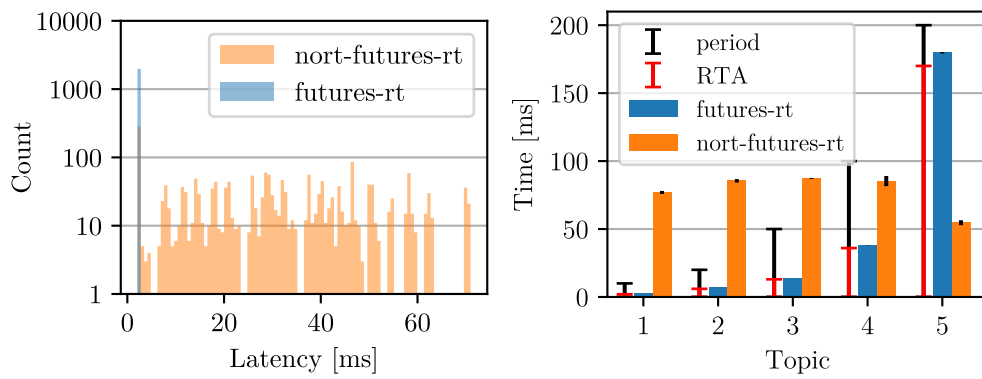 10000
1000
100
10
1
Count
0
20
40
60
Latency [ms]
nort-futures-rt
futures-rt
200
150
100
50
0
Time [ms]
period
RTA
futures-rt
nort-futures-rt
1
2
3
4
5
Topic